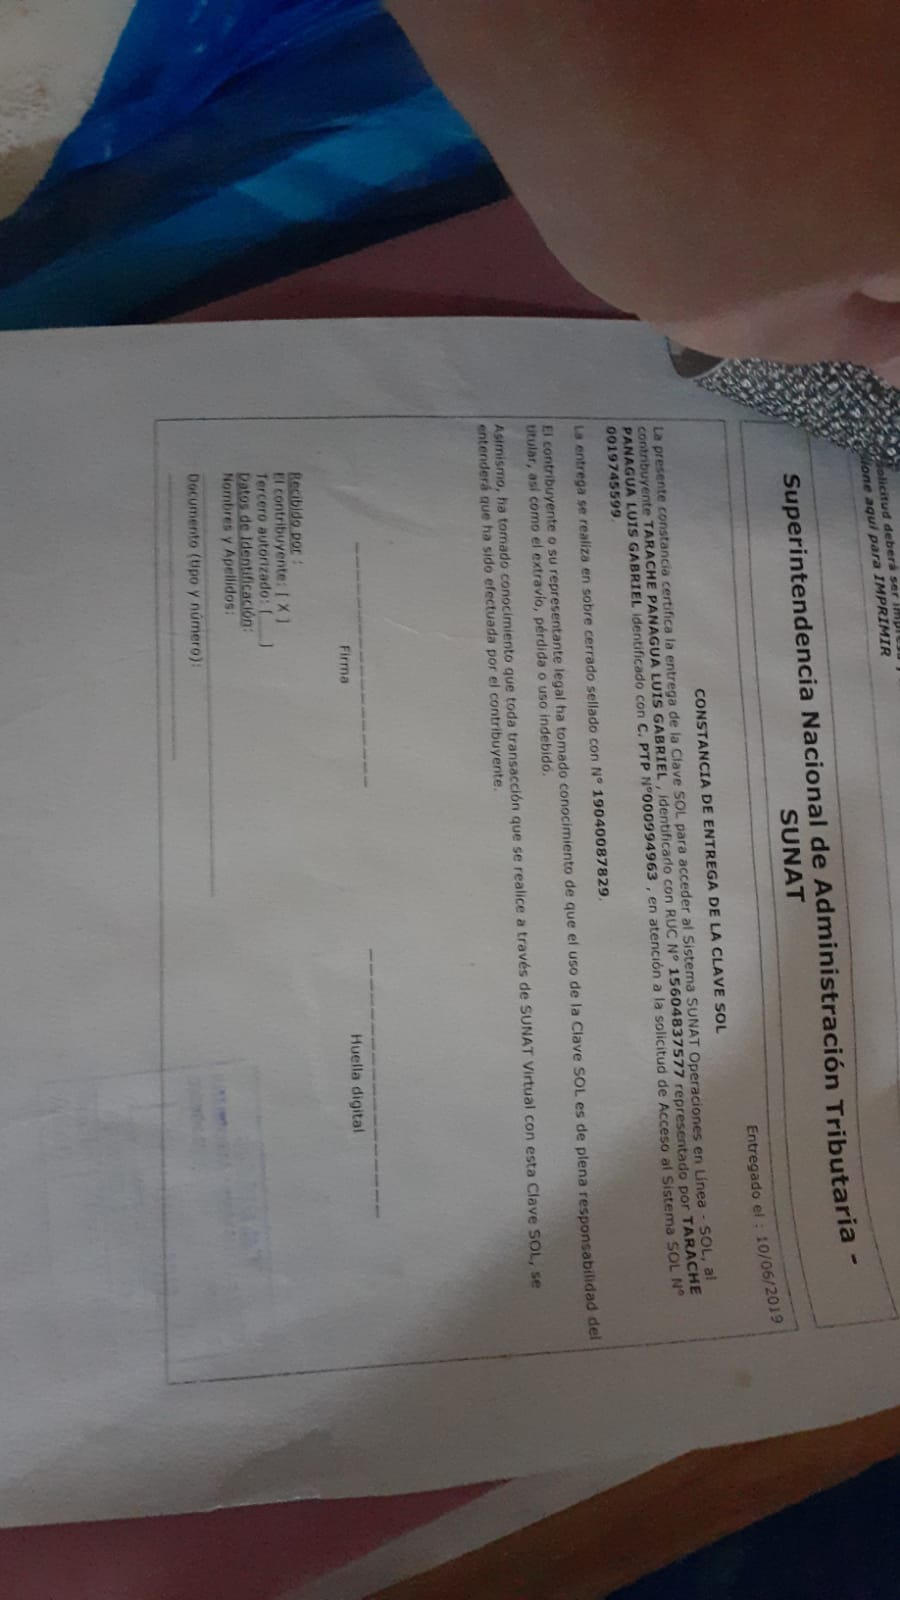 solicitud deberá ser impresa
ione aquí para IMPRIMIR
Superintendencia Nacional de Administración Tributaria -
SUNAT
Entregado el : 10/06/2019
CONSTANCIA DE ENTREGA DE LA CLAVE SOL
La presente constancia certifica la entrega de la Clave SOL para acceder al Sistema SUNAT Operaciones en Línea - SOL, al
contribuyente TARACHE PANAGUA LUIS GABRIEL , identificado con RUC N° 15604837577 representado por TARACHE
PANAGUA LUIS GABRIEL identificado con C. PTP N°000994963 , en atención a la solicitud de Acceso al Sistema SOL N°
0019745599.
La entrega se realiza en sobre cerrado sellado con N° 19040087829.
El contribuyente o su representante legal ha tomado conocimiento de que el uso de la Clave SOL es de plena responsabilidad del
titular, así como el extravío, pérdida o uso indebido.
Asimismo, ha tomado conocimiento que toda transacción que se realice a través de SUNAT Virtual con esta Clave SOL, se
entenderá que ha sido efectuada por el contribuyente.
Firma
Huella digital
Recibido por :
El contribuyente: [ X ]
Tercero autorizado: [___]
Datos de Identificación:
Nombres y Apellidos:
Documento (tipo y número):